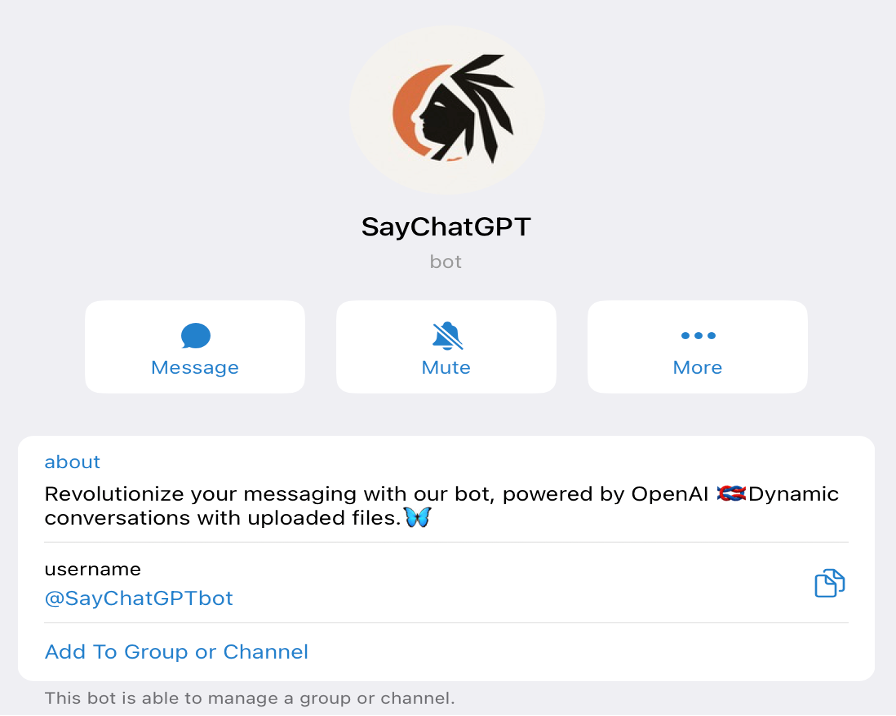 SayChatGPT
bot
Message
Mute
More
about
Revolutionize your messaging with our bot, powered by OpenAI 🪢Dynamic
conversations with uploaded files.🦋
username
@SayChatGPTbot
Add To Group or Channel
This bot is able to manage a group or channel.